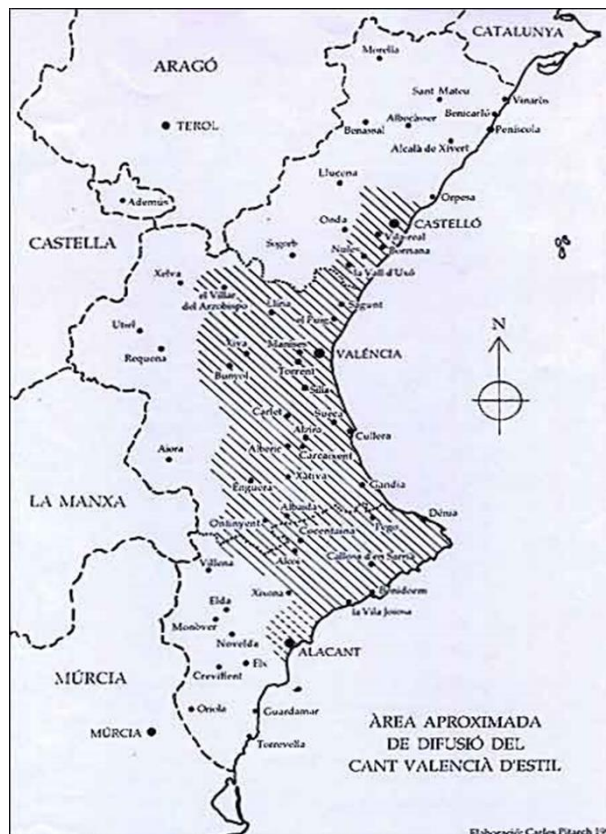 CATALUNYA
Morella
ARAGÓ
Sant Mateu
Vinaròs
Albocàsser
Benicarló
TEROL
Benassal
Peníscola
Alcalà de Xivert
Llucena
Orpesa
Ademús
Onda
CASTELLÓ
Vila-real
CASTELLA
Borriana
Sogorb
Nules
la Vall d'Uixó
Xelva
el Villar
del Arzobispo
Llíria
Sagunt
el Puig
N
Utiel
Requena
Xiva
Manises
VALÉNCIA
Bunyol
Torrent
Silla
Carlet
Sueca
Alzira
Cullera
Aiora
Alberic
Carcaixent
Xàtiva
LA MANXA
Enguera
Gandia
Albaida
Dénia
Ontinyent
Pego
Cocentaina
Callosa d'en Sarrià
Alcoi
Villena
Xixona
Benidorm
Elda
la Vila Joiosa
Monòver
Novelda
ALACANT
Elx
MÚRCIA
Crevillent
Oriola
Guardamar
MÚRCIA
Torrevella
ÀREA APROXIMADA
DE DIFUSIÓ DEL
CANT VALENCIÀ D'ESTIL
Elaboració: Carles Pitarch